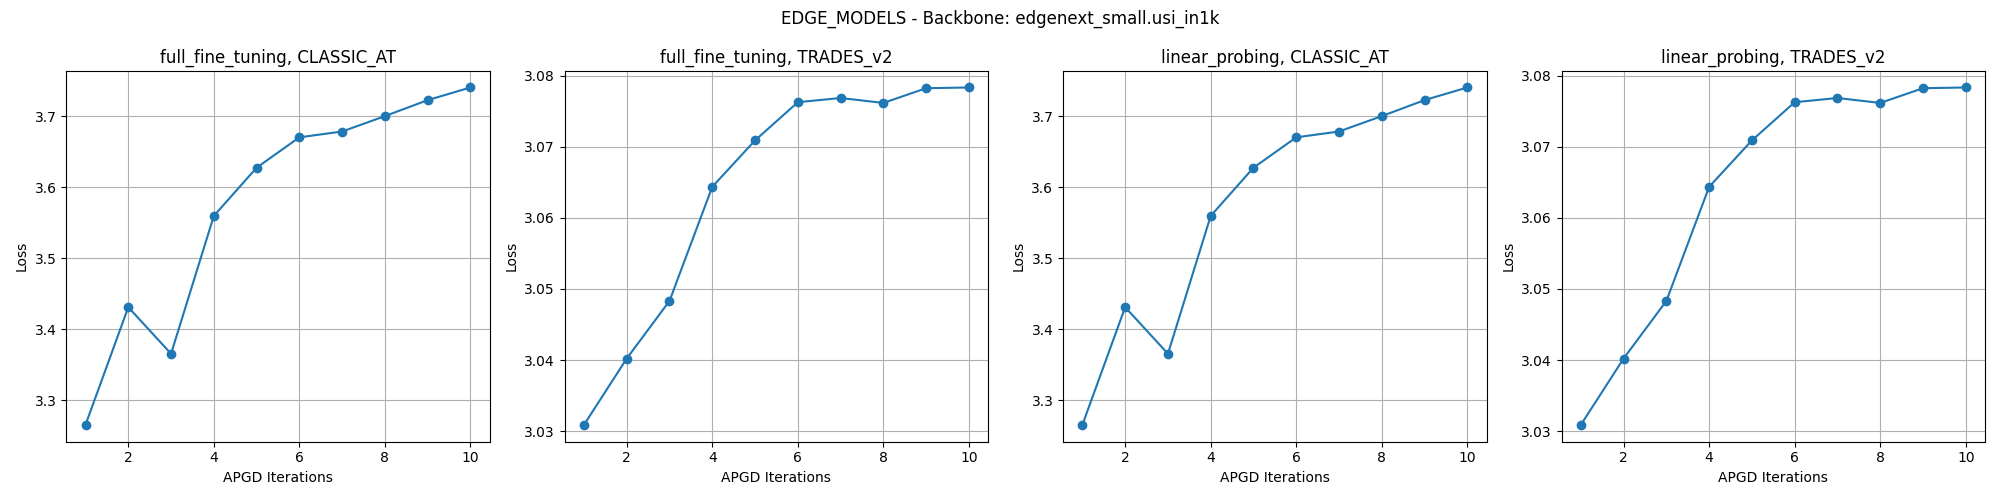 EDGE_MODELS - Backbone: edgenext_small.usi_in1k
full_fine_tuning, CLASSIC_AT
Loss
3.7
3.6
3.5
3.4
3.3
2 4 6 8 10
APGD Iterations
full_fine_tuning, TRADES_v2
Loss
3.08
3.07
3.06
3.05
3.04
3.03
2 4 6 8 10
APGD Iterations
linear_probing, CLASSIC_AT
Loss
3.7
3.6
3.5
3.4
3.3
2 4 6 8 10
APGD Iterations
linear_probing, TRADES_v2
Loss
3.08
3.07
3.06
3.05
3.04
3.03
2 4 6 8 10
APGD Iterations